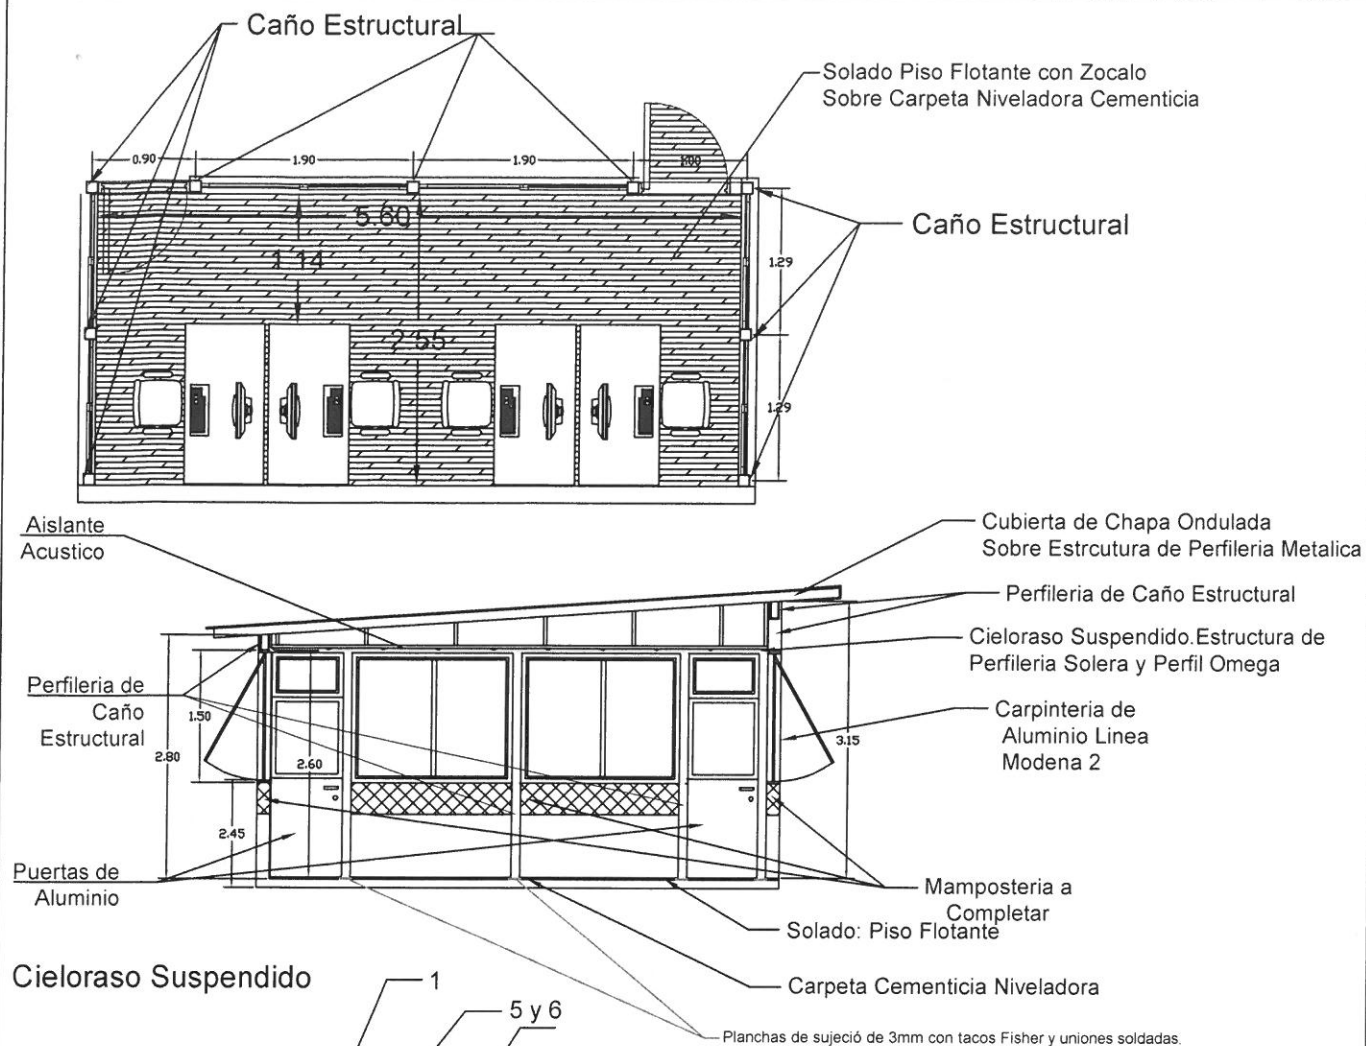 Caño Estructural
Solado Piso Flotante con Zocalo
Sobre Carpeta Niveladora Cementicia
0.90
1.90
1.90
1.00
5.60
Caño Estructural
1.14
1.29
2.55
1.29
Aislante
Acustico
Cubierta de Chapa Ondulada
Sobre Estrcutura de Perfileria Metalica
Perfileria de Caño Estructural
Cieloraso Suspendido.Estructura de
Perfileria Solera y Perfil Omega
Perfileria de
Caño
Estructural
1.50
2.80
2.60
3.15
Carpinteria de
Aluminio Linea
Modena 2
2.45
Puertas de
Aluminio
Mamposteria a
Completar
Solado: Piso Flotante
Cieloraso Suspendido
1
Carpeta Cementicia Niveladora
5 y 6
Planchas de sujeció de 3mm con tacos Fisher y uniones soldadas.